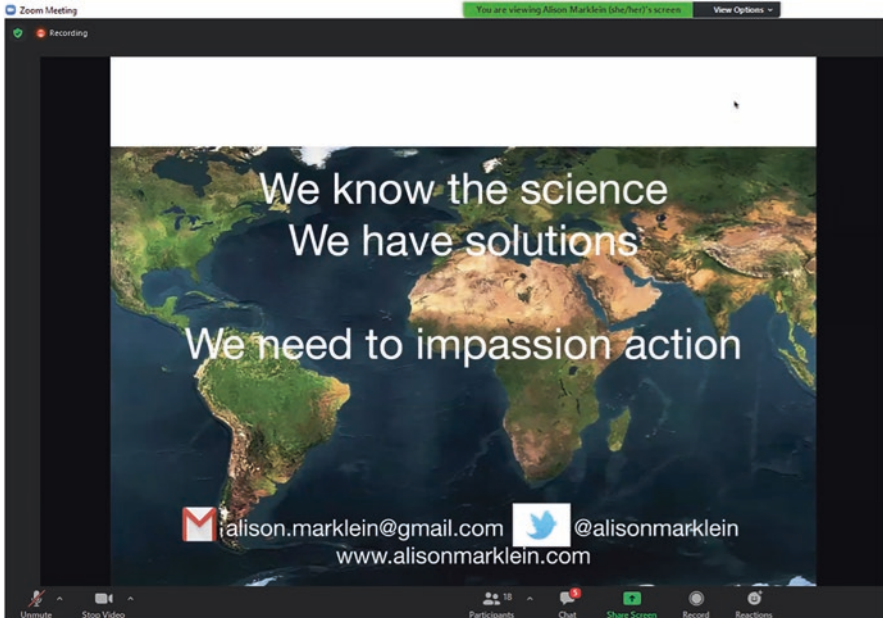 Zoom Meeting
You are viewing Alison Marklein (she/her)'s screen
View Options
Recording
We know the science
We have solutions
We need to impassion action
alison.marklein@gmail.com
@alisonmarklein
www.alisonmarklein.com
18
5
Unmute
Stop Video
Participants
Chat
Share Screen
Record
Reactions